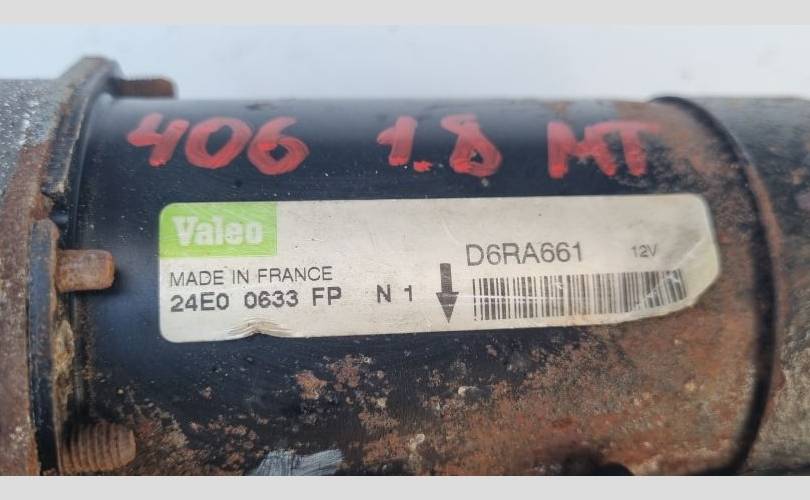 406 1.8 MT
Valeo
D6RA661 12V
MADE IN FRANCE
24E0 0633 FP N 1